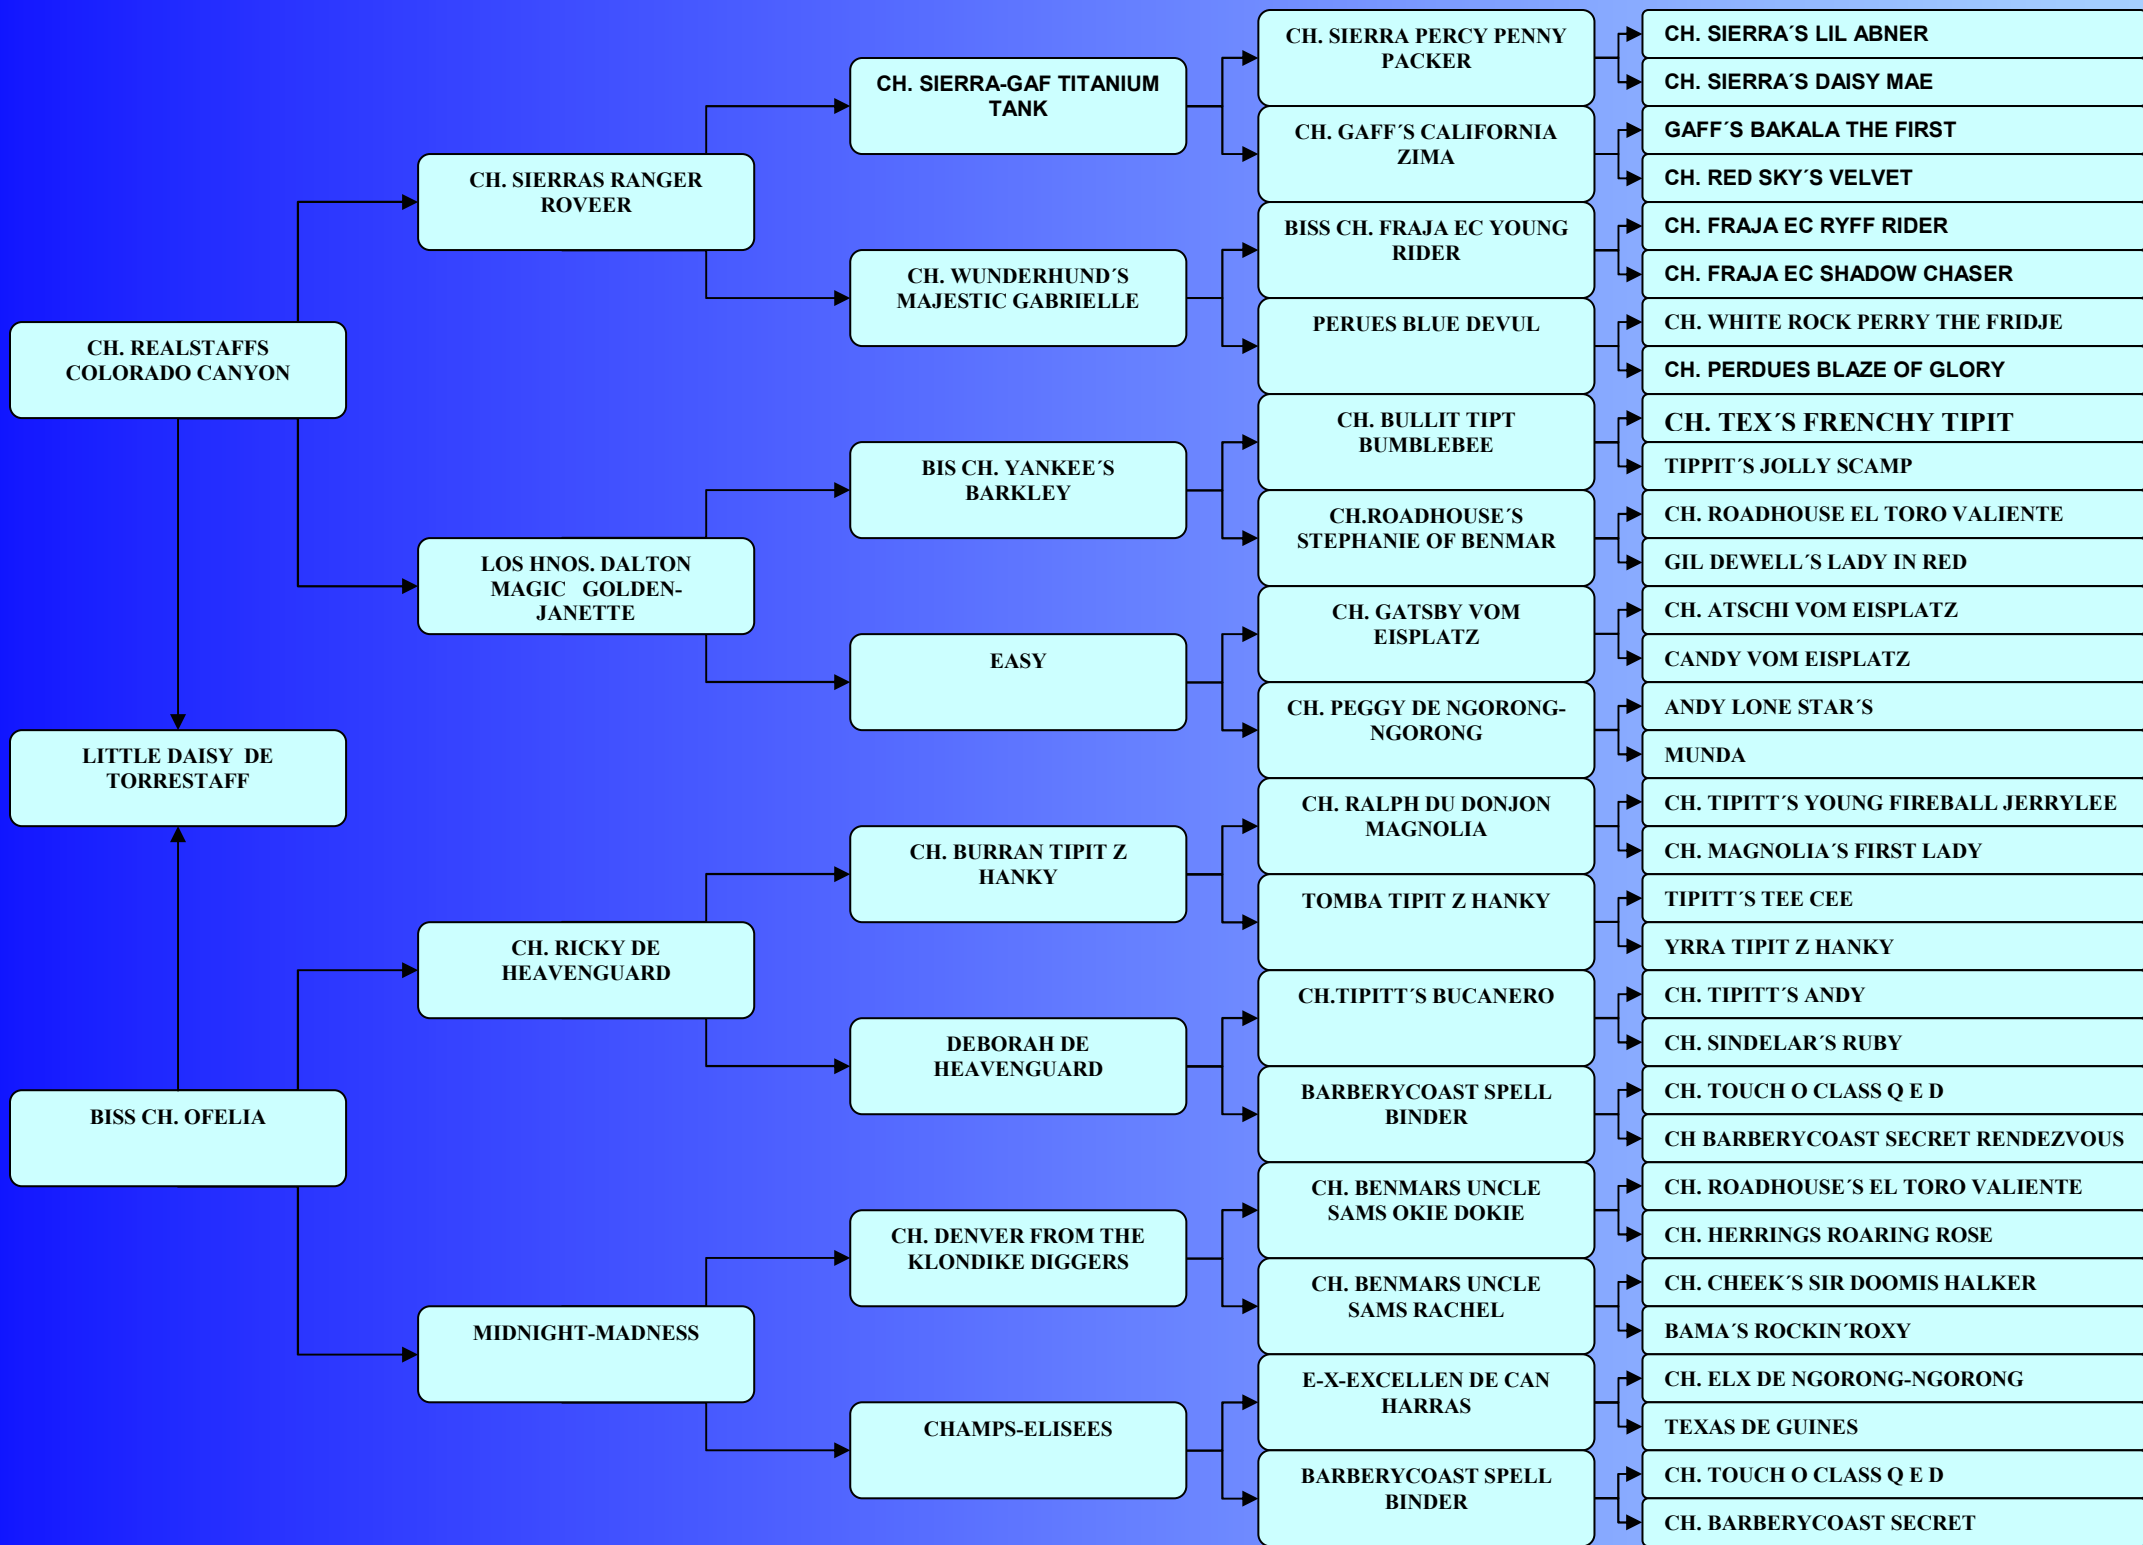 CH. REALSTAFFS
COLORADO CANYON
LITTLE DAISY  DE
TORRESTAFF
BISS CH. OFELIA
CH. SIERRAS RANGER
ROVEER
LOS HNOS. DALTON
MAGIC   GOLDEN-
JANETTE
CH. RICKY DE
HEAVENGUARD
MIDNIGHT-MADNESS
CH. SIERRA-GAF TITANIUM
TANK
CH. WUNDERHUND´S
MAJESTIC GABRIELLE
BIS CH. YANKEE´S
BARKLEY
EASY
CH. BURRAN TIPIT Z
HANKY
DEBORAH DE
HEAVENGUARD
CH. DENVER FROM THE
KLONDIKE DIGGERS
CHAMPS-ELISEES
CH. SIERRA PERCY PENNY
PACKER
CH. GAFF´S CALIFORNIA
ZIMA
BISS CH. FRAJA EC YOUNG
RIDER
PERUES BLUE DEVUL
CH. BULLIT TIPT
BUMBLEBEE
CH.ROADHOUSE´S
STEPHANIE OF BENMAR
CH. GATSBY VOM
EISPLATZ
CH. PEGGY DE NGORONG-
NGORONG
CH. RALPH DU DONJON
MAGNOLIA
TOMBA TIPIT Z HANKY
CH.TIPITT´S BUCANERO
BARBERYCOAST SPELL
BINDER
CH. BENMARS UNCLE
SAMS OKIE DOKIE
CH. BENMARS UNCLE
SAMS RACHEL
E-X-EXCELLEN DE CAN
HARRAS
BARBERYCOAST SPELL
BINDER
CH. SIERRA´S LIL ABNER
CH. SIERRA´S DAISY MAE
GAFF´S BAKALA THE FIRST
CH. RED SKY´S VELVET
CH. FRAJA EC RYFF RIDER
CH. FRAJA EC SHADOW CHASER
CH. WHITE ROCK PERRY THE FRIDJE
CH. PERDUES BLAZE OF GLORY
CH. TEX´S FRENCHY TIPIT
TIPPIT´S JOLLY SCAMP
CH. ROADHOUSE EL TORO VALIENTE
GIL DEWELL´S LADY IN RED
CH. ATSCHI VOM EISPLATZ
CANDY VOM EISPLATZ
ANDY LONE STAR´S
MUNDA
CH. TIPITT´S YOUNG FIREBALL JERRYLEE
CH. MAGNOLIA´S FIRST LADY
TIPITT´S TEE CEE
YRRA TIPIT Z HANKY
CH. TIPITT´S ANDY
CH. SINDELAR´S RUBY
CH. TOUCH O CLASS Q E D
CH BARBERYCOAST SECRET RENDEZVOUS
CH. ROADHOUSE´S EL TORO VALIENTE
CH. HERRINGS ROARING ROSE
CH. CHEEK´S SIR DOOMIS HALKER
BAMA´S ROCKIN´ROXY
CH. ELX DE NGORONG-NGORONG
TEXAS DE GUINES
CH. TOUCH O CLASS Q E D
CH. BARBERYCOAST SECRET